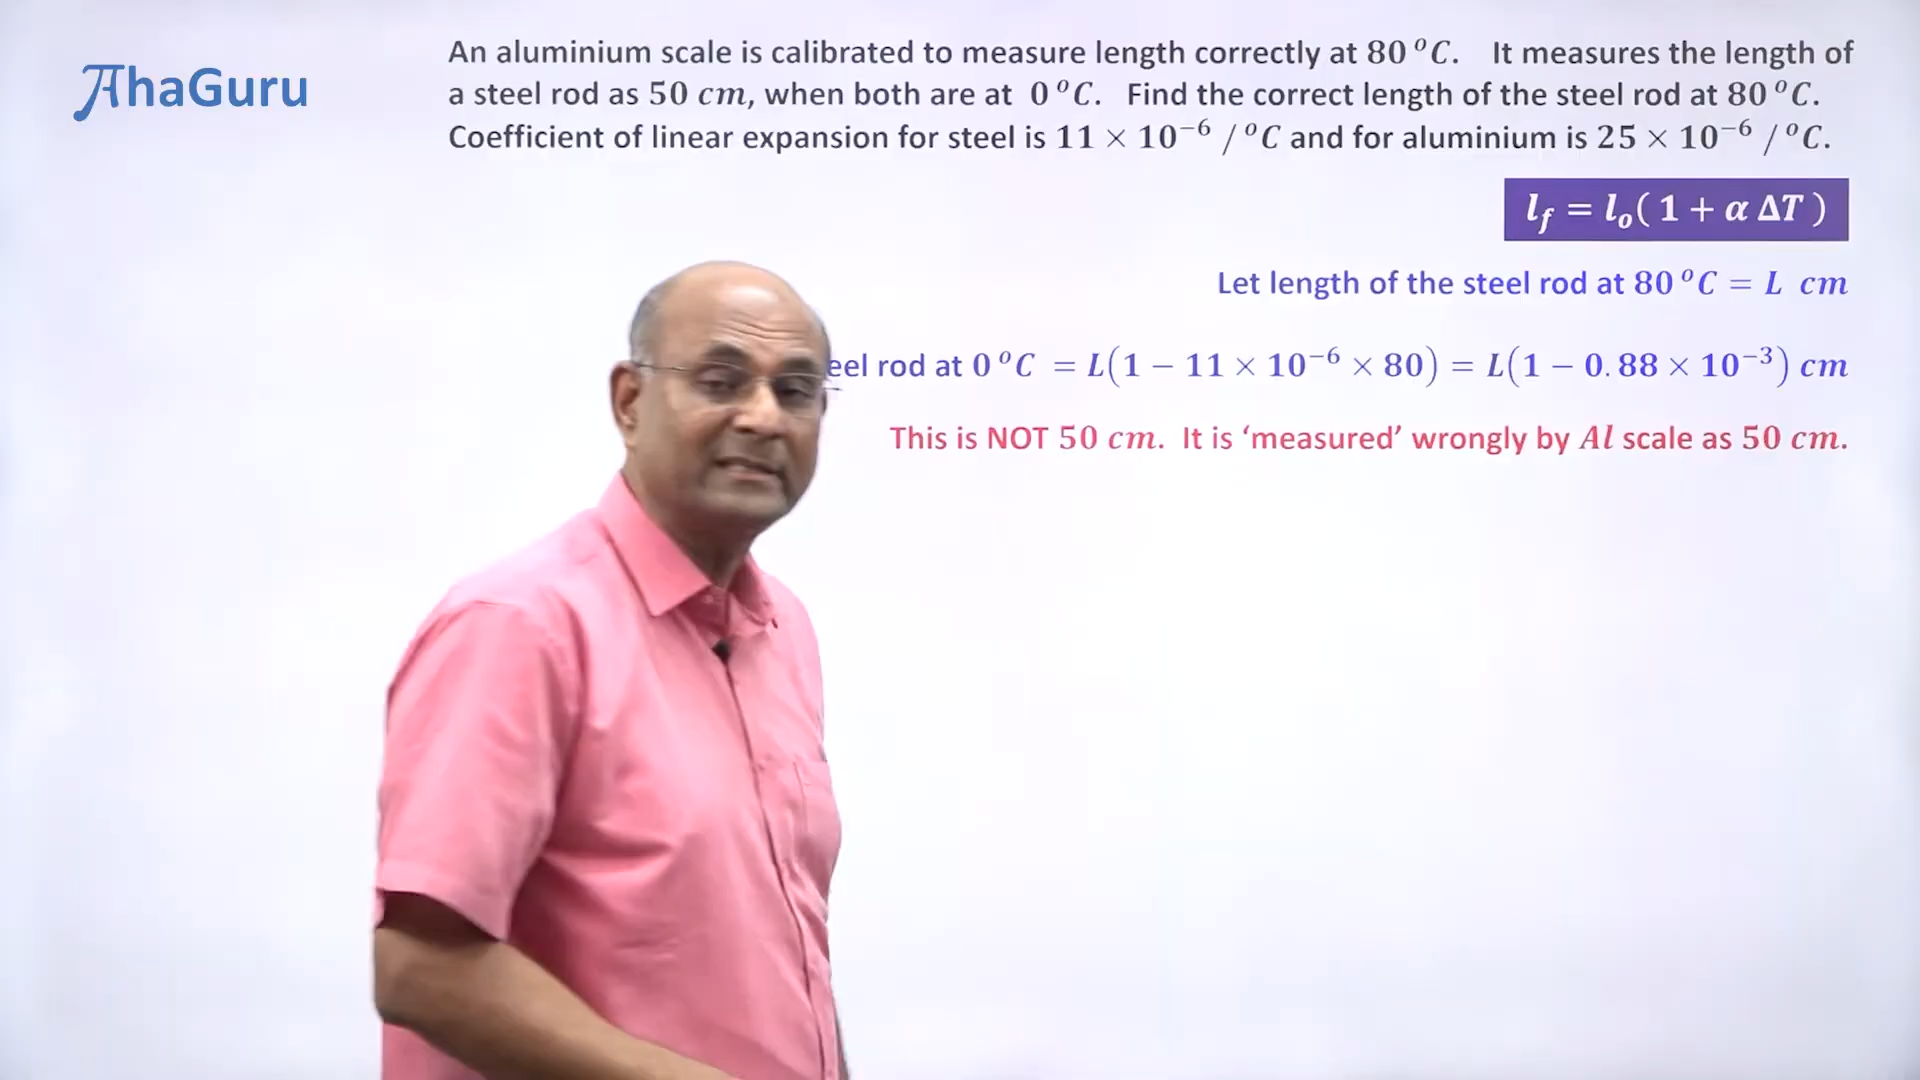 AhaGuru
An aluminium scale is calibrated to measure length correctly at 80 °C. It measures the length of
a steel rod as 50 cm, when both are at 0 °C. Find the correct length of the steel rod at 80 °C.
Coefficient of linear expansion for steel is 11 × 10⁻⁶ / °C and for aluminium is 25 × 10⁻⁶ / °C.
l_f = l_o( 1 + α ΔT )
Let length of the steel rod at 80 °C = L cm
rod at 0 °C = L(1 − 11 × 10⁻⁶ × 80) = L(1 − 0.88 × 10⁻³) cm
This is NOT 50 cm. It is ‘measured’ wrongly by Al scale as 50 cm.